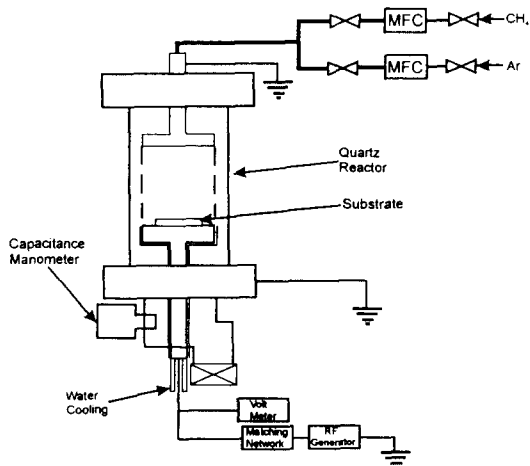 MFC
CH₄
MFC
Ar
Quartz
Reactor
Substrate
Capacitance
Manometer
Water
Cooling
Volt
Meter
Matching
Network
RF
Generator